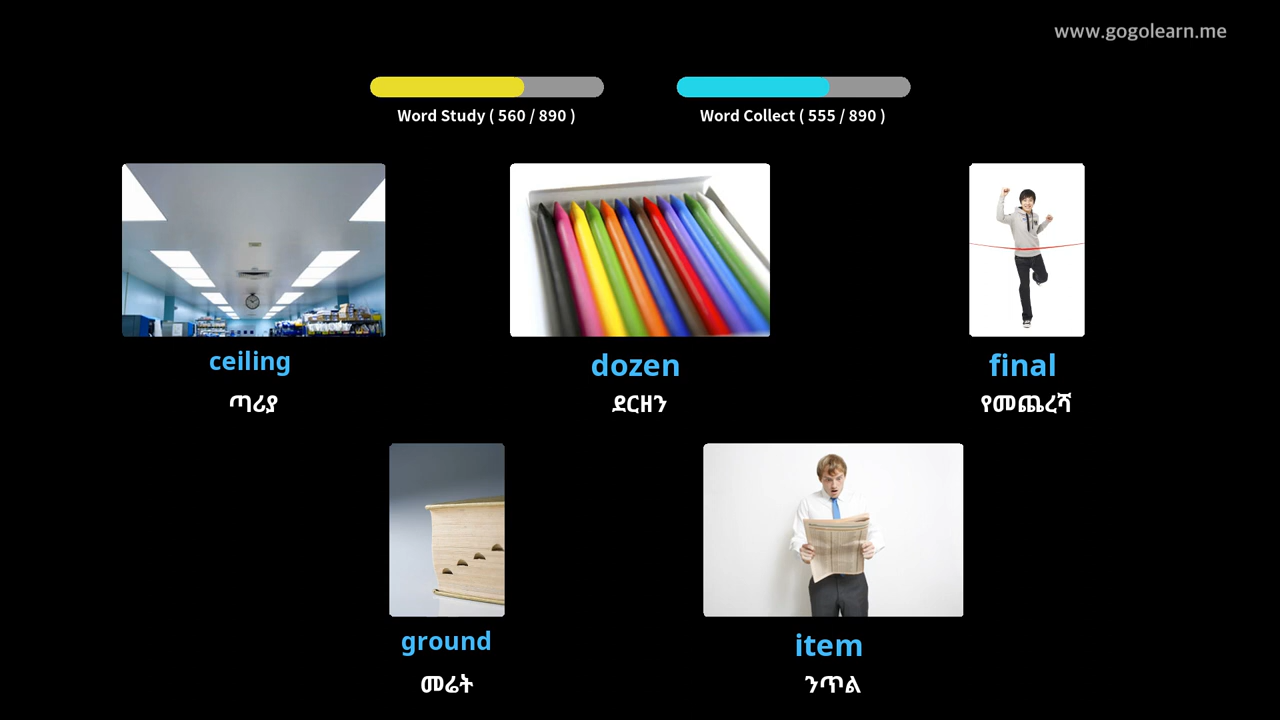 www.gogolearn.me
Word Study ( 560 / 890 )
Word Collect ( 555 / 890 )
ceiling
ጣሪያ
dozen
ደርዘን
final
የመጨረሻ
ground
መሬት
item
ንጥል